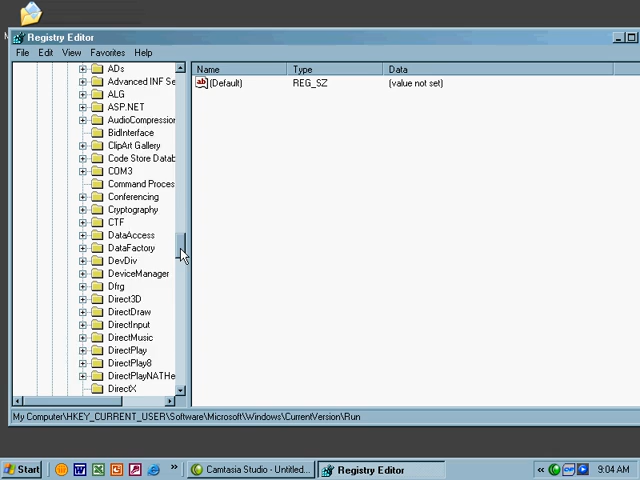 Registry Editor
File Edit View Favorites Help
Name Type Data
ab (Default) REG_SZ (value not set)
ADs
Advanced INF Se
ALG
ASP.NET
AudioCompression
BidInterface
ClipArt Gallery
Code Store Datab
COM3
Command Proces
Conferencing
Cryptography
CTF
DataAccess
DataFactory
DevDiv
DeviceManager
Dfrg
Direct3D
DirectDraw
DirectInput
DirectMusic
DirectPlay
DirectPlay8
DirectPlayNATHe
DirectX
My Computer\HKEY_CURRENT_USER\Software\Microsoft\Windows\CurrentVersion\Run
Start Camtasia Studio - Untitled... Registry Editor 9:04 AM